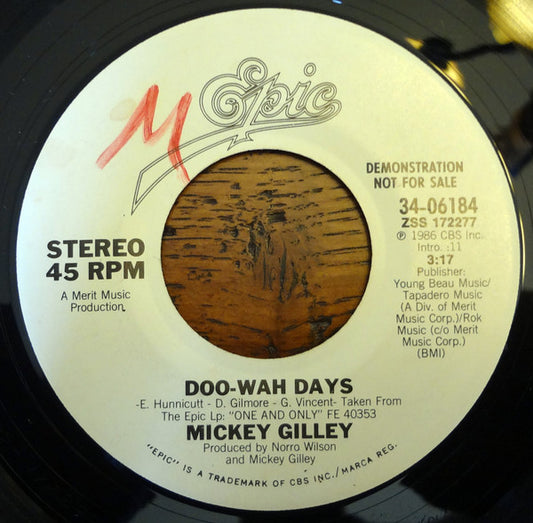 M
Epic
DEMONSTRATION
NOT FOR SALE
34-06184
ZSS 172277
℗ 1986 CBS Inc.
Intro. :11
3:17
Publisher:
Young Beau Music/
Tapadero Music
(A Div. of Merit
Music Corp.)/Rok
Music (c/o Merit
Music Corp.)
(BMI)
STEREO
45 RPM
A Merit Music
Production.
DOO-WAH DAYS
-E. Hunnicutt - D. Gilmore - G. Vincent- Taken From
The Epic Lp: "ONE AND ONLY" FE 40353
MICKEY GILLEY
Produced by Norro Wilson
and Mickey Gilley
"EPIC" IS A TRADEMARK OF CBS INC./MARCA REG.